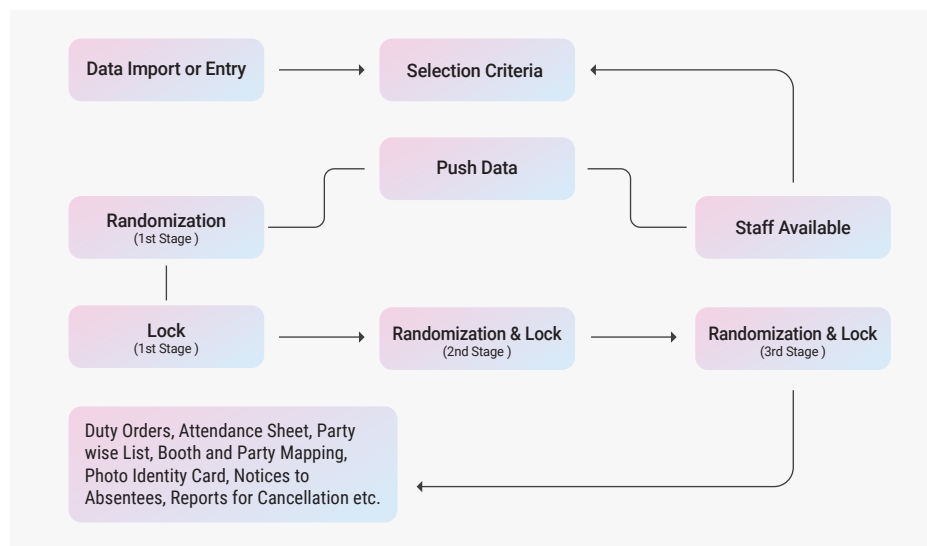 Data Import or Entry
Selection Criteria
Push Data
Randomization
(1st Stage )
Staff Available
Lock
(1st Stage )
Randomization & Lock
(2nd Stage )
Randomization & Lock
(3rd Stage )
Duty Orders, Attendance Sheet, Party
wise List, Booth and Party Mapping,
Photo Identity Card, Notices to
Absentees, Reports for Cancellation etc.